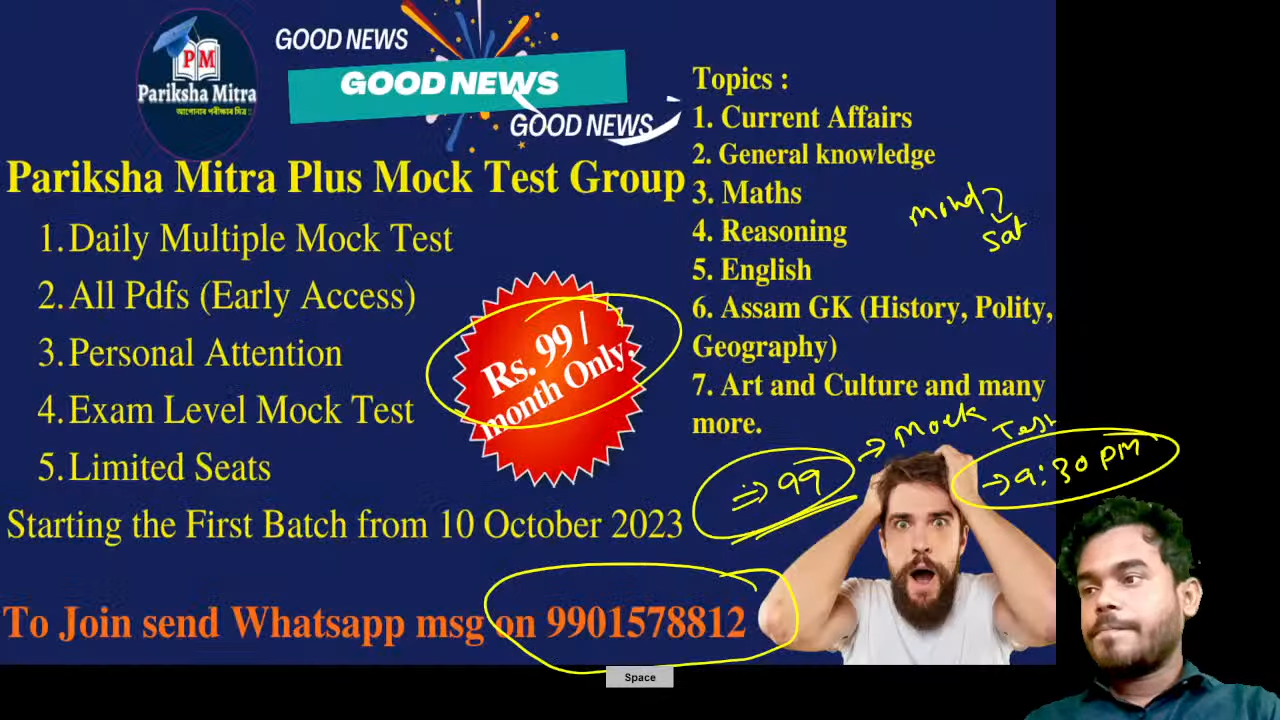 PM
Pariksha Mitra
আপোনাৰ পৰীক্ষাৰ মিত্ৰ
GOOD NEWS
GOOD NEWS
GOOD NEWS
Pariksha Mitra Plus Mock Test Group
1. Daily Multiple Mock Test
2. All Pdfs (Early Access)
3. Personal Attention
4. Exam Level Mock Test
5. Limited Seats
Starting the First Batch from 10 October 2023
To Join send Whatsapp msg on 9901578812
Rs. 99 /
month Only.
Topics :
1. Current Affairs
2. General knowledge
3. Maths
4. Reasoning
5. English
6. Assam GK (History, Polity,
Geography)
7. Art and Culture and many
more.
Sat
⇒ 99 → Mock Test
→ 9:30 PM
Space